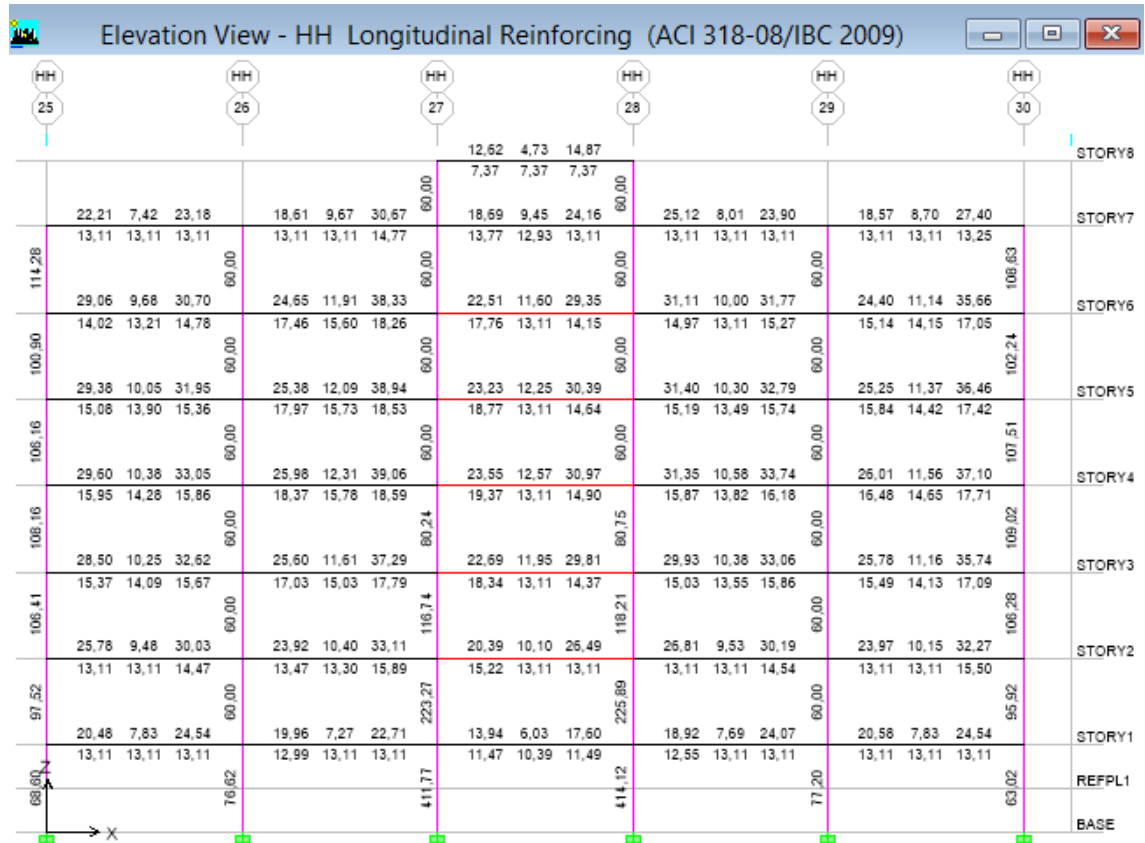 Elevation View - HH Longitudinal Reinforcing (ACI 318-08/IBC 2009)
HH HH HH HH HH HH
25 26 27 28 29 30
12,62 4,73 14,87
STORY8
7,37 7,37 7,37
60,00 60,00
22,21 7,42 23,18 18,61 9,67 30,67 18,69 9,45 24,16 25,12 8,01 23,90 18,57 8,70 27,40
STORY7
13,11 13,11 13,11 13,11 13,11 14,77 13,77 12,93 13,11 13,11 13,11 13,11 13,11 13,11 13,25
114,28 60,00 60,00 60,00 60,00 108,63
29,06 9,68 30,70 24,65 11,91 38,33 22,51 11,60 29,35 31,11 10,00 31,77 24,40 11,14 35,66
STORY6
14,02 13,21 14,78 17,46 15,60 18,26 17,76 13,11 14,15 14,97 13,11 15,27 15,14 14,15 17,05
100,90 60,00 60,00 60,00 60,00 102,24
29,38 10,05 31,95 25,38 12,09 38,94 23,23 12,25 30,39 31,40 10,30 32,79 25,25 11,37 36,46
STORY5
15,08 13,90 15,36 17,97 15,73 18,53 18,77 13,11 14,64 15,19 13,49 15,74 15,84 14,42 17,42
106,16 60,00 60,00 60,00 60,00 107,51
29,60 10,38 33,05 25,98 12,31 39,06 23,55 12,57 30,97 31,35 10,58 33,74 26,01 11,56 37,10
STORY4
15,95 14,28 15,86 18,37 15,78 18,59 19,37 13,11 14,90 15,87 13,82 16,18 16,48 14,65 17,71
108,16 60,00 80,24 80,75 60,00 109,02
28,50 10,25 32,62 25,60 11,61 37,29 22,69 11,95 29,81 29,93 10,38 33,06 25,78 11,16 35,74
STORY3
15,37 14,09 15,67 17,03 15,03 17,79 18,34 13,11 14,37 15,03 13,55 15,86 15,49 14,13 17,09
106,41 60,00 116,74 118,21 60,00 106,28
25,78 9,48 30,03 23,92 10,40 33,11 20,39 10,10 26,49 26,81 9,53 30,19 23,97 10,15 32,27
STORY2
13,11 13,11 14,47 13,47 13,30 15,89 15,22 13,11 13,11 13,11 13,11 14,54 13,11 13,11 15,50
97,52 60,00 223,27 225,89 60,00 95,92
20,48 7,83 24,54 19,96 7,27 22,71 13,94 6,03 17,60 18,92 7,69 24,07 20,58 7,83 24,54
STORY1
13,11 13,11 13,11 12,99 13,11 13,11 11,47 10,39 11,49 12,55 13,11 13,11 13,11 13,11 13,11
68,60 76,62 411,77 414,12 77,20 63,02
Z
REFPL1
X
BASE